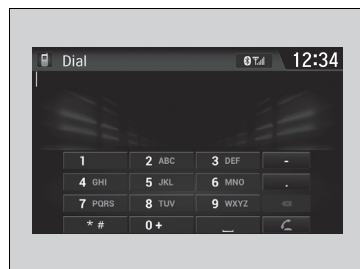 Dial 12:34
1 2 ABC 3 DEF -
4 GHI 5 JKL 6 MNO .
7 PQRS 8 TUV 9 WXYZ
* # 0 +